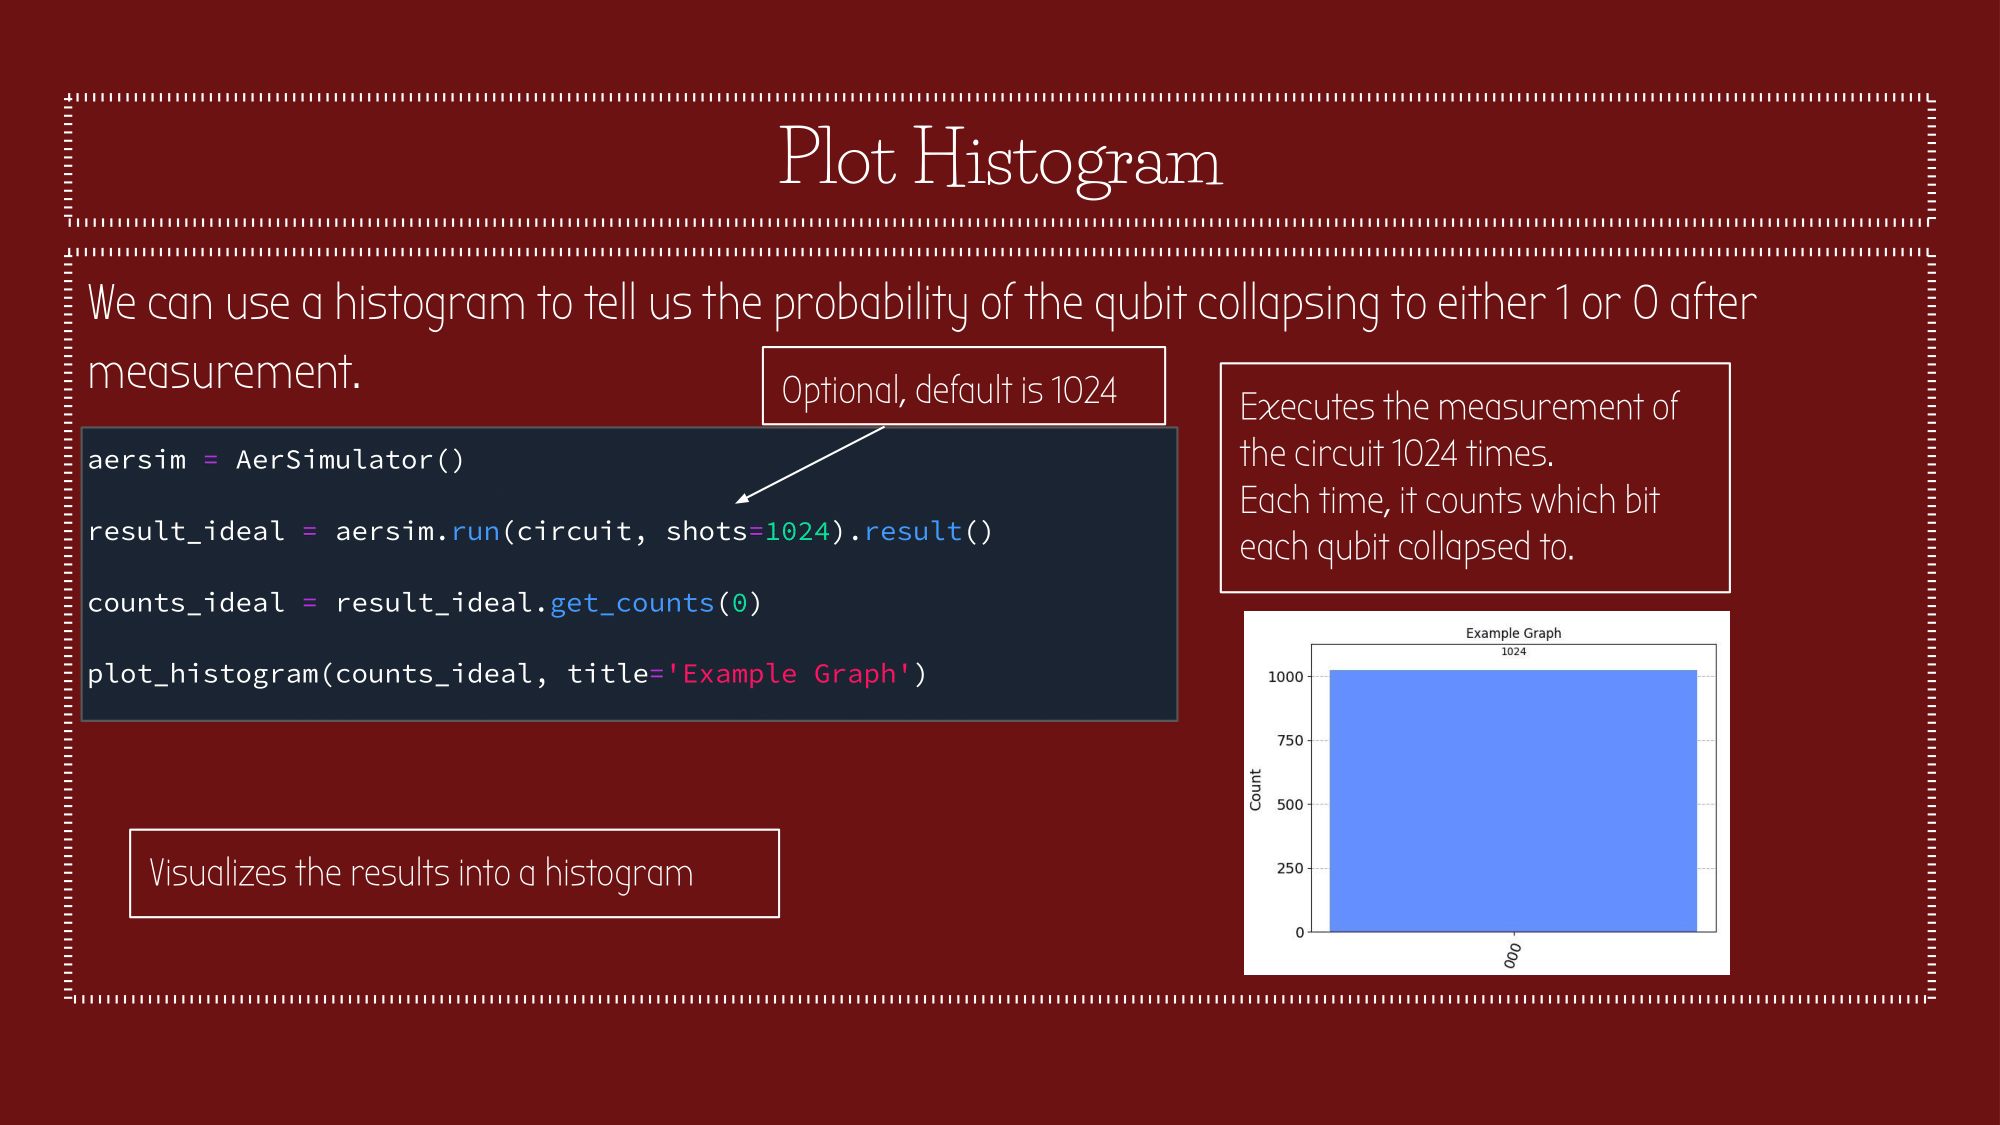 Plot Histogram
We can use a histogram to tell us the probability of the qubit collapsing to either 1 or 0 after
measurement.
Optional, default is 1024
aersim = AerSimulator()
result_ideal = aersim.run(circuit, shots=1024).result()
counts_ideal = result_ideal.get_counts(0)
plot_histogram(counts_ideal, title='Example Graph')
Visualizes the results into a histogram
Executes the measurement of
the circuit 1024 times.
Each time, it counts which bit
each qubit collapsed to.
Example Graph
1024
1000
750
500
250
0
Count
000